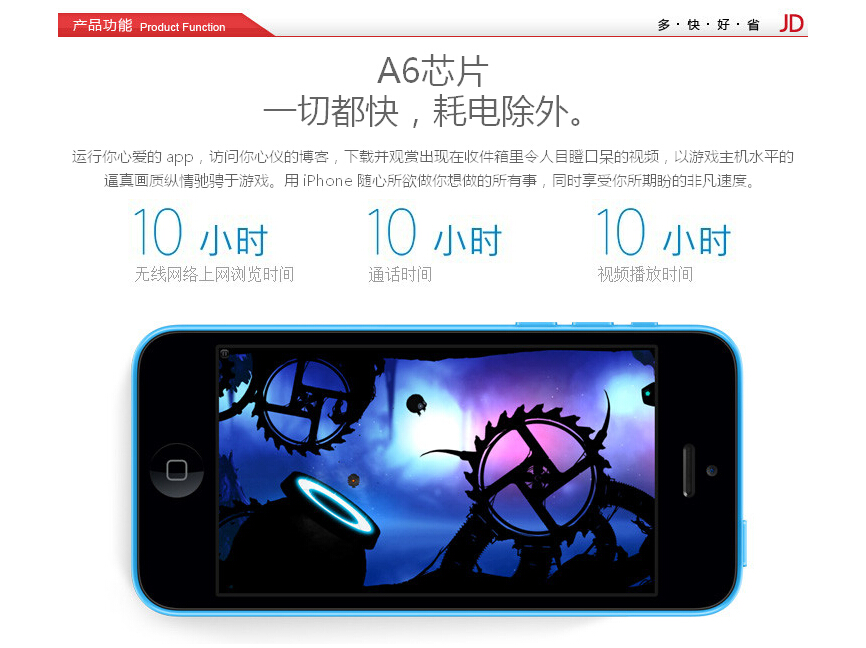 产品功能 Product Function
多·快·好·省 JD
A6芯片
一切都快，耗电除外。
运行你心爱的 app，访问你心仪的博客，下载并观赏出现在收件箱里令人目瞪口呆的视频，以游戏主机水平的
逼真画质纵情驰骋于游戏。用 iPhone 随心所欲做你想做的所有事，同时享受你所期盼的非凡速度。
10 小时 10 小时 10 小时
无线网络上网浏览时间 通话时间 视频播放时间